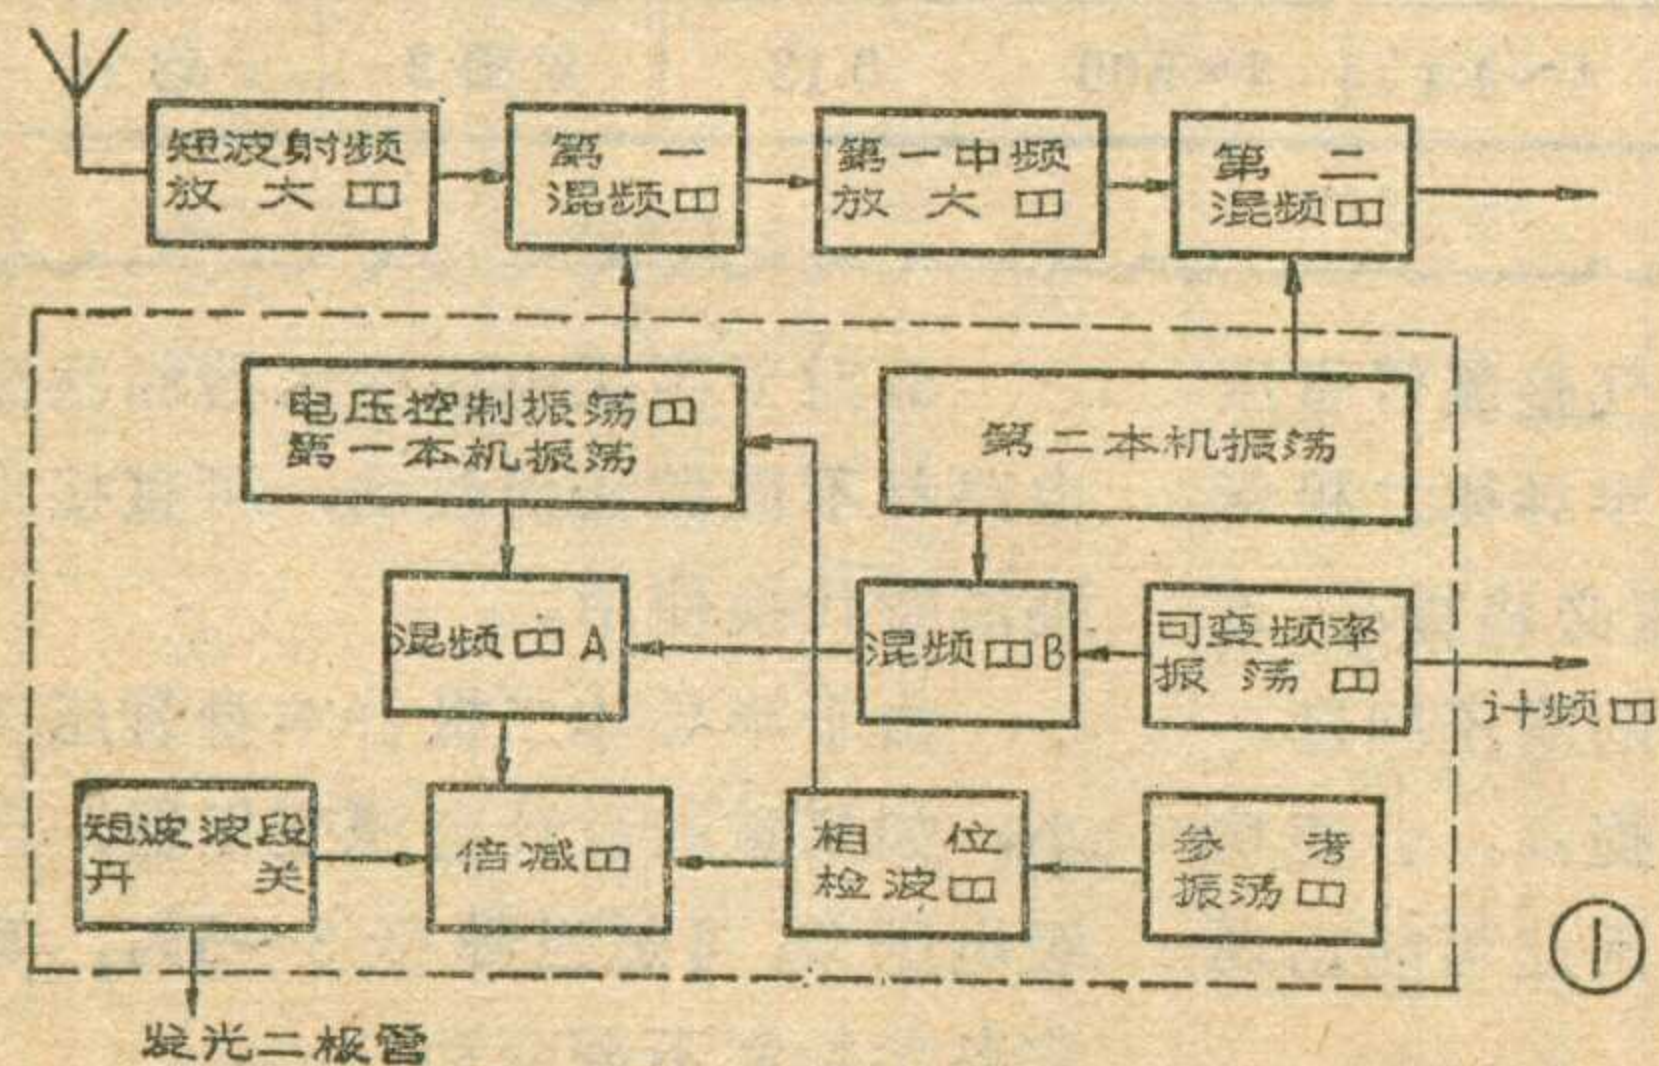 短波射频
放大器
第一
混频器
第一中频
放大器
第二
混频器
电压控制振荡器
第一本机振荡
第二本机振荡
混频器A
混频器B
可变频率
振荡器
计频器
短波波段
开关
倍减器
相位
检波器
参考
振荡器
①
发光二极管